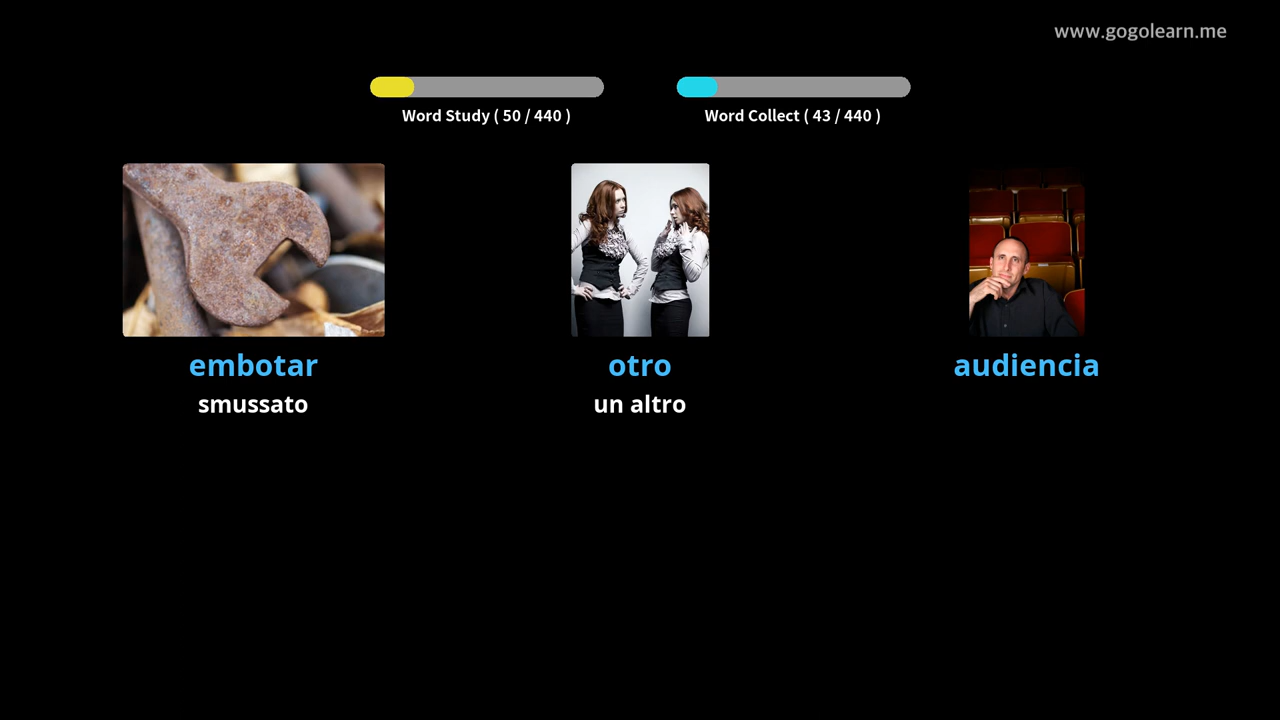 www.gogolearn.me
Word Study ( 50 / 440 )
Word Collect ( 43 / 440 )
embotar
smussato
otro
un altro
audiencia